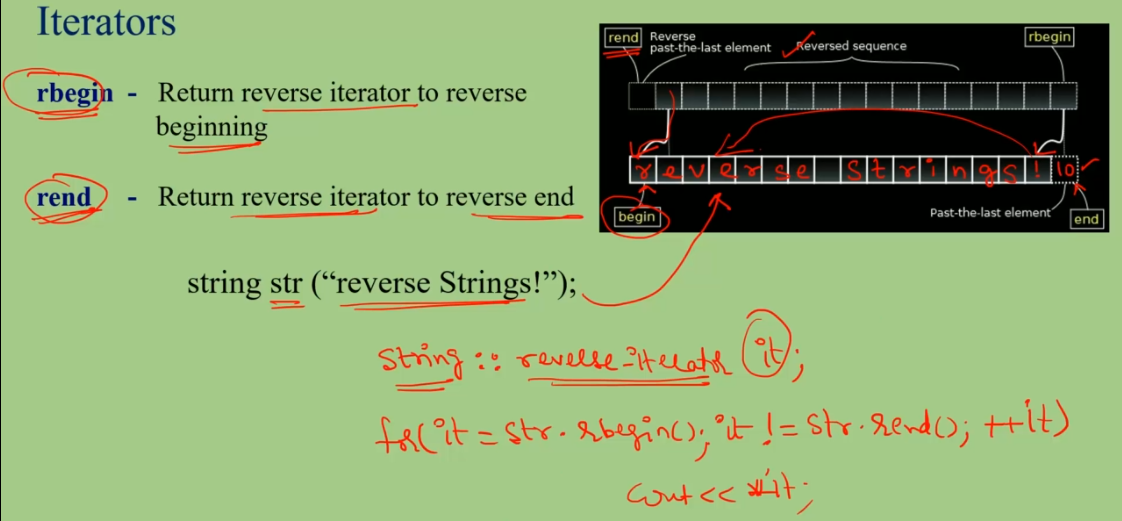 Iterators
rbegin - Return reverse iterator to reverse
beginning
rend - Return reverse iterator to reverse end
string str (“reverse Strings!”);
rend
Reverse
past-the-last element
Reversed sequence
rbegin
reverse Strings! \0
begin
Past-the-last element
end
string :: reverse-iterator it;
for(it = str.rbegin(); it != str.rend(); ++it)
cout << *it;